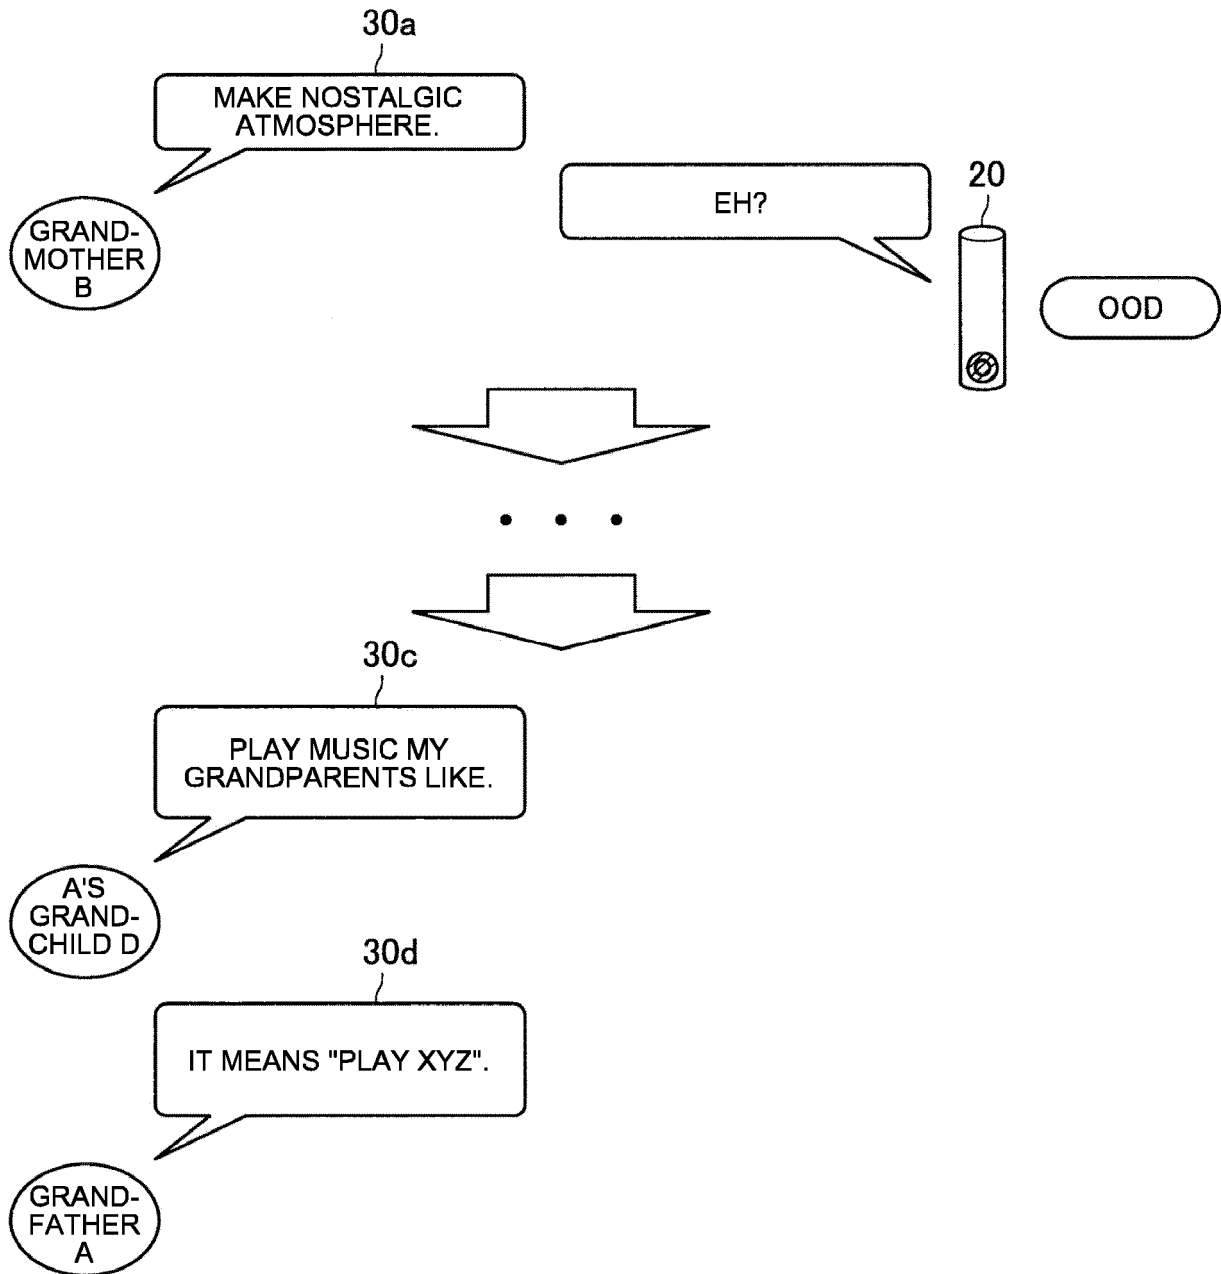 30a
MAKE NOSTALGIC
ATMOSPHERE.
GRAND-
MOTHER
B
EH?
20
OOD
30c
PLAY MUSIC MY
GRANDPARENTS LIKE.
A'S
GRAND-
CHILD D
30d
IT MEANS "PLAY XYZ".
GRAND-
FATHER
A